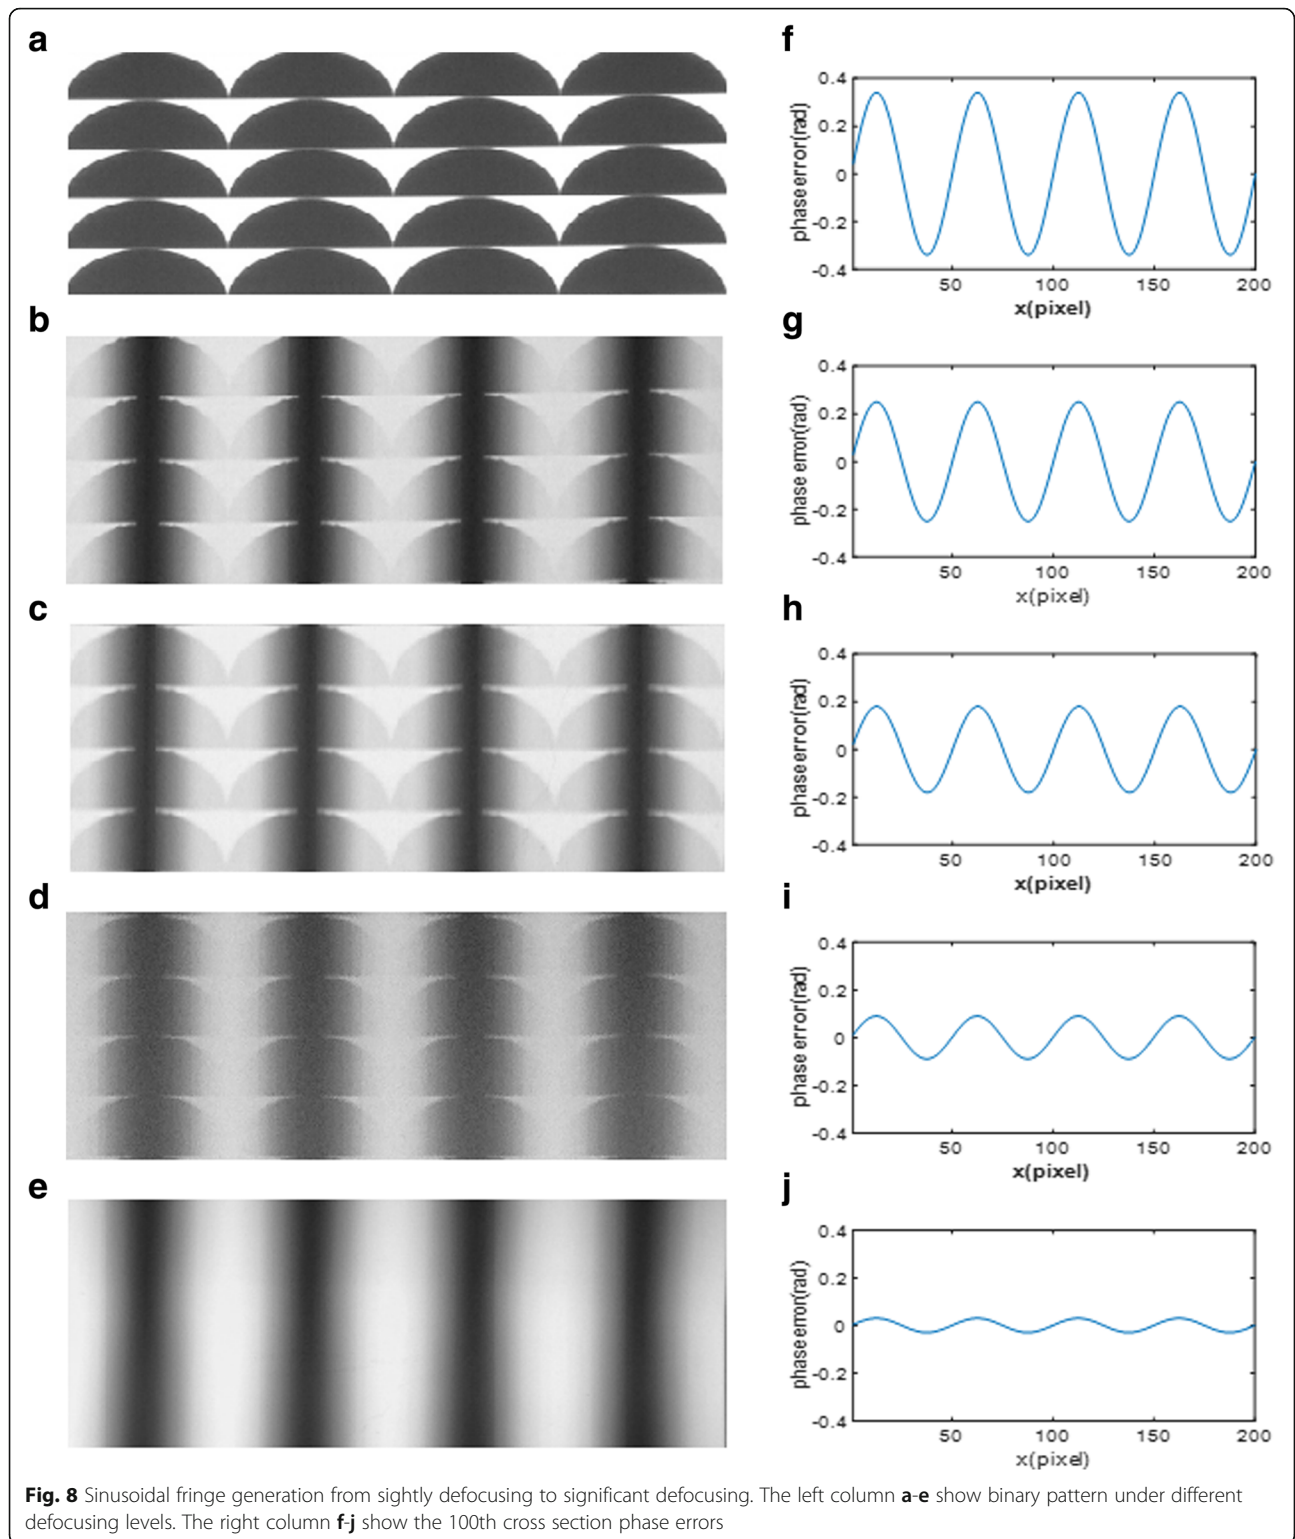 a
f
0.4
0.2
0
-0.2
-0.4
phase error(rad)
50 100 150 200
x(pixel)
b
g
0.4
0.2
0
-0.2
-0.4
phase error(rad)
50 100 150 200
x(pixel)
c
h
0.4
0.2
0
-0.2
-0.4
phase error(rad)
50 100 150 200
x(pixel)
d
i
0.4
0.2
0
-0.2
-0.4
phase error(rad)
50 100 150 200
x(pixel)
e
j
0.4
0.2
0
-0.2
-0.4
phase error(rad)
50 100 150 200
x(pixel)
Fig. 8 Sinusoidal fringe generation from sightly defocusing to significant defocusing. The left column a-e show binary pattern under different
defocusing levels. The right column f-j show the 100th cross section phase errors